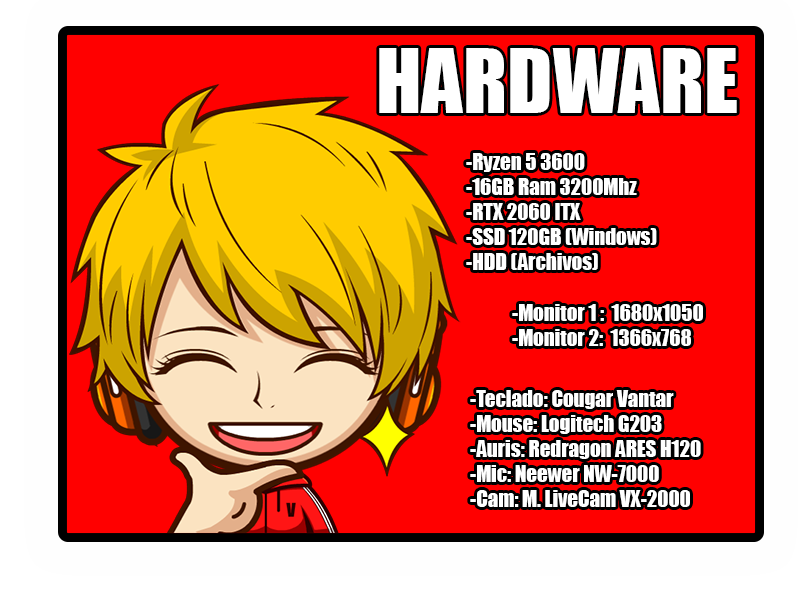 HARDWARE
-Ryzen 5 3600
-16GB Ram 3200Mhz
-RTX 2060 ITX
-SSD 120GB (Windows)
-HDD (Archivos)
-Monitor 1 : 1680x1050
-Monitor 2: 1366x768
-Teclado: Cougar Vantar
-Mouse: Logitech G203
-Auris: Redragon ARES H120
-Mic: Neewer NW-7000
-Cam: M. LiveCam VX-2000
V